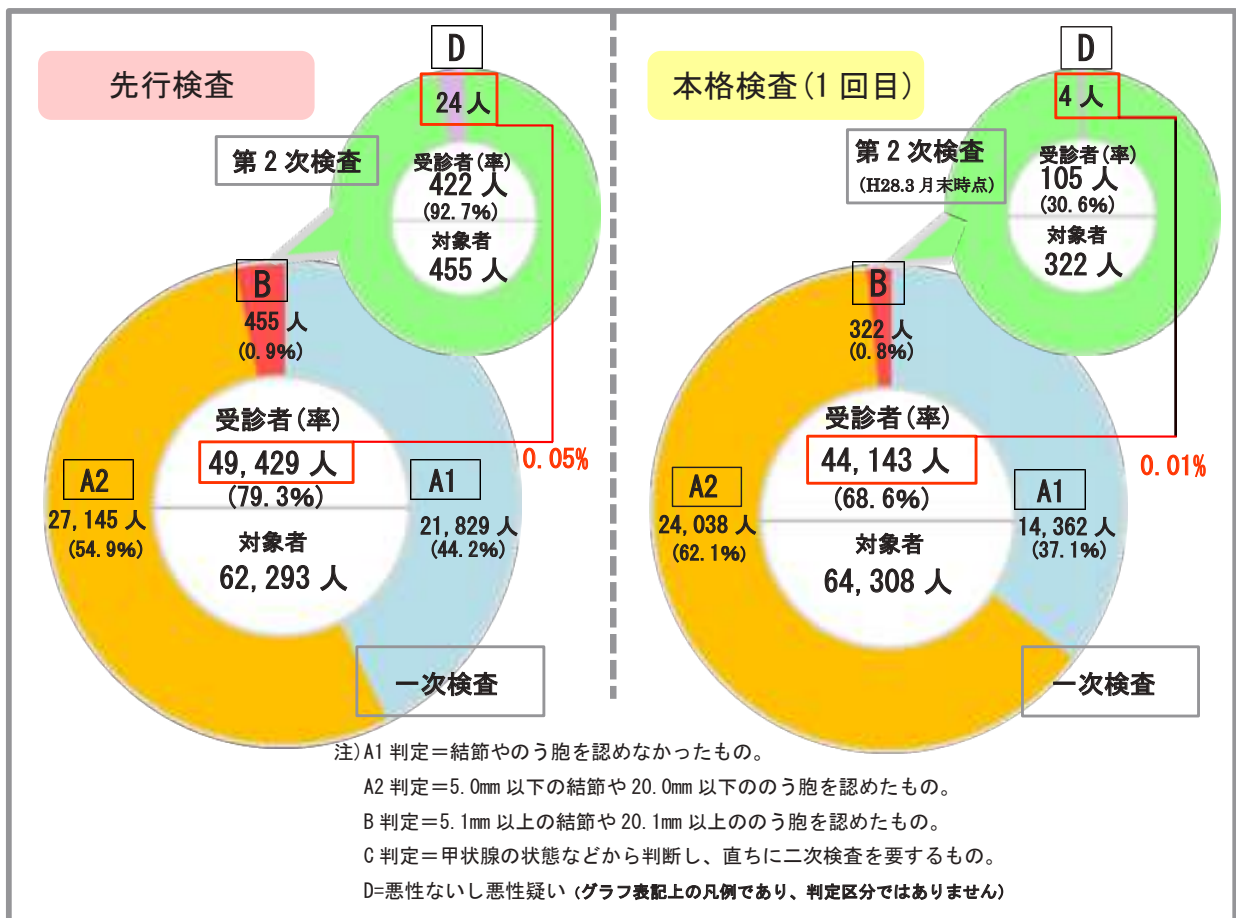 先行検査
D
24人
第2次検査
受診者(率)
422人
(92.7%)
対象者
455人
B
455人
(0.9%)
受診者(率)
49,429人
(79.3%)
対象者
62,293人
0.05%
A2
27,145人
(54.9%)
A1
21,829人
(44.2%)
一次検査
本格検査(1回目)
D
4人
第2次検査
(H28.3月末時点)
受診者(率)
105人
(30.6%)
対象者
322人
B
322人
(0.8%)
受診者(率)
44,143人
(68.6%)
対象者
64,308人
0.01%
A2
24,038人
(62.1%)
A1
14,362人
(37.1%)
一次検査
注)A1判定=結節やのう胞を認めなかったもの。
A2判定=5.0mm以下の結節や20.0mm以下ののう胞を認めたもの。
B判定=5.1mm以上の結節や20.1mm以上ののう胞を認めたもの。
C判定=甲状腺の状態などから判断し、直ちに二次検査を要するもの。
D=悪性ないし悪性疑い(グラフ表記上の凡例であり、判定区分ではありません)